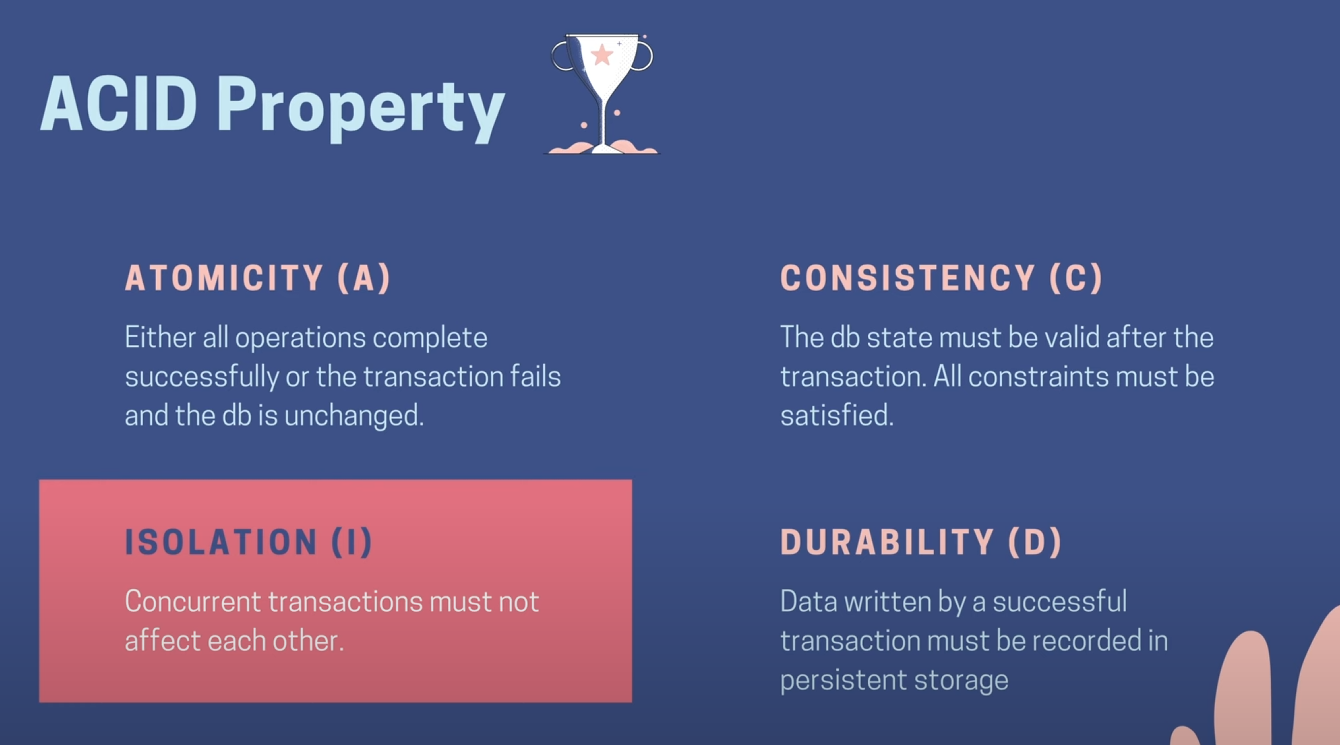 ACID Property
ATOMICITY (A)
Either all operations complete
successfully or the transaction fails
and the db is unchanged.
CONSISTENCY (C)
The db state must be valid after the
transaction. All constraints must be
satisfied.
ISOLATION (I)
Concurrent transactions must not
affect each other.
DURABILITY (D)
Data written by a successful
transaction must be recorded in
persistent storage